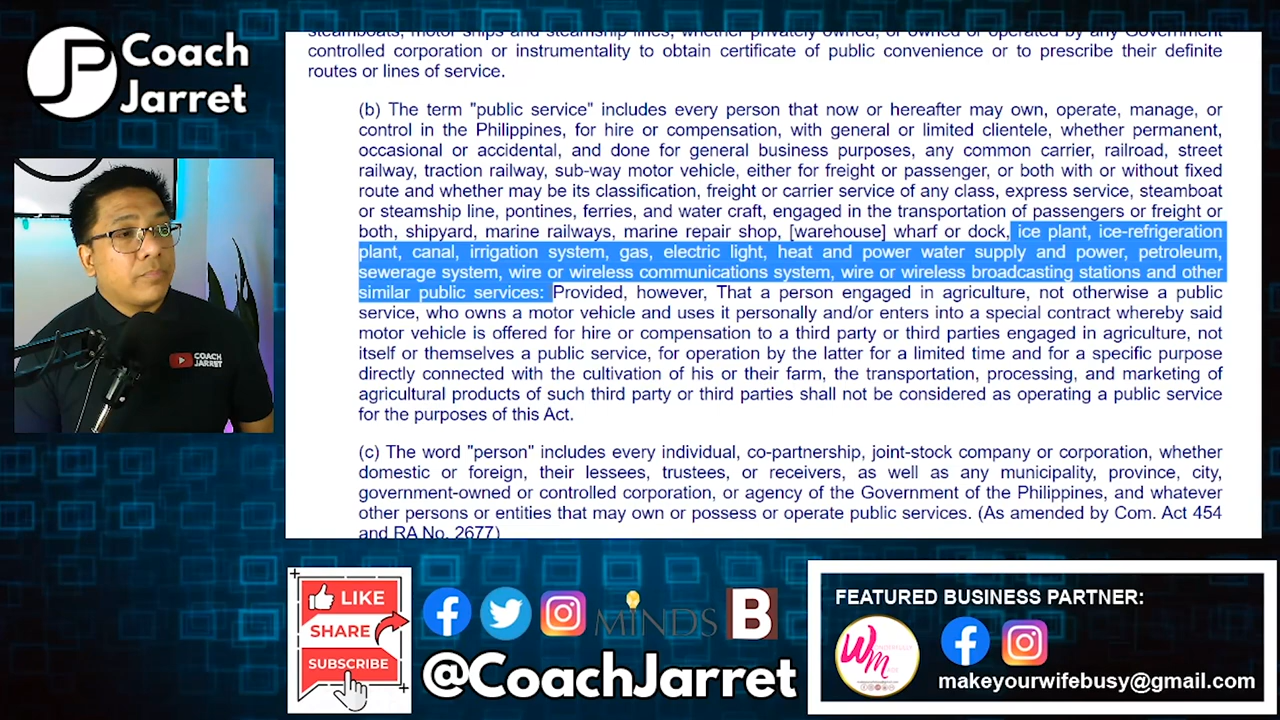 Coach
Jarret
steamboats, motor ships and steamship lines, whether privately owned, or owned or operated by any Government
controlled corporation or instrumentality to obtain certificate of public convenience or to prescribe their definite
routes or lines of service.
(b) The term "public service" includes every person that now or hereafter may own, operate, manage, or
control in the Philippines, for hire or compensation, with general or limited clientele, whether permanent,
occasional or accidental, and done for general business purposes, any common carrier, railroad, street
railway, traction railway, sub-way motor vehicle, either for freight or passenger, or both with or without fixed
route and whether may be its classification, freight or carrier service of any class, express service, steamboat
or steamship line, pontines, ferries, and water craft, engaged in the transportation of passengers or freight or
both, shipyard, marine railways, marine repair shop, [warehouse] wharf or dock, ice plant, ice-refrigeration
plant, canal, irrigation system, gas, electric light, heat and power water supply and power, petroleum,
sewerage system, wire or wireless communications system, wire or wireless broadcasting stations and other
similar public services: Provided, however, That a person engaged in agriculture, not otherwise a public
service, who owns a motor vehicle and uses it personally and/or enters into a special contract whereby said
motor vehicle is offered for hire or compensation to a third party or third parties engaged in agriculture, not
itself or themselves a public service, for operation by the latter for a limited time and for a specific purpose
directly connected with the cultivation of his or their farm, the transportation, processing, and marketing of
agricultural products of such third party or third parties shall not be considered as operating a public service
for the purposes of this Act.
(c) The word "person" includes every individual, co-partnership, joint-stock company or corporation, whether
domestic or foreign, their lessees, trustees, or receivers, as well as any municipality, province, city,
government-owned or controlled corporation, or agency of the Government of the Philippines, and whatever
other persons or entities that may own or possess or operate public services. (As amended by Com. Act 454
and RA No. 2677)
COACH
JARRET
LIKE
SHARE
SUBSCRIBE
MINDS
B
@CoachJarret
FEATURED BUSINESS PARTNER:
WM
makeyourwifebusy@gmail.com